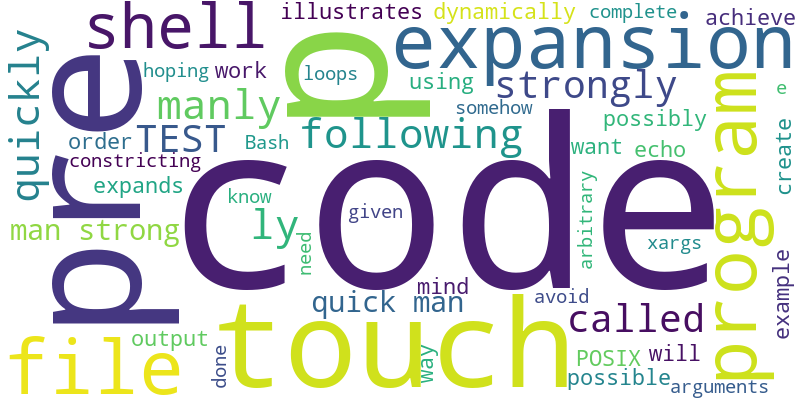 illustrates
dynamically
complete
achieve
shell
expansion
quickly
pre
hoping
work
loops
p
using
strongly
program
e
manly
somehow
possibly
order
TEST
Bash
following
want
echo
create
constricting
code
expands
know
given
arbitrary
man strong
ly
need
xargs
example
mind
quick man
avoid
touch
called
file
output
done
way
POSIX
will
possible
arguments